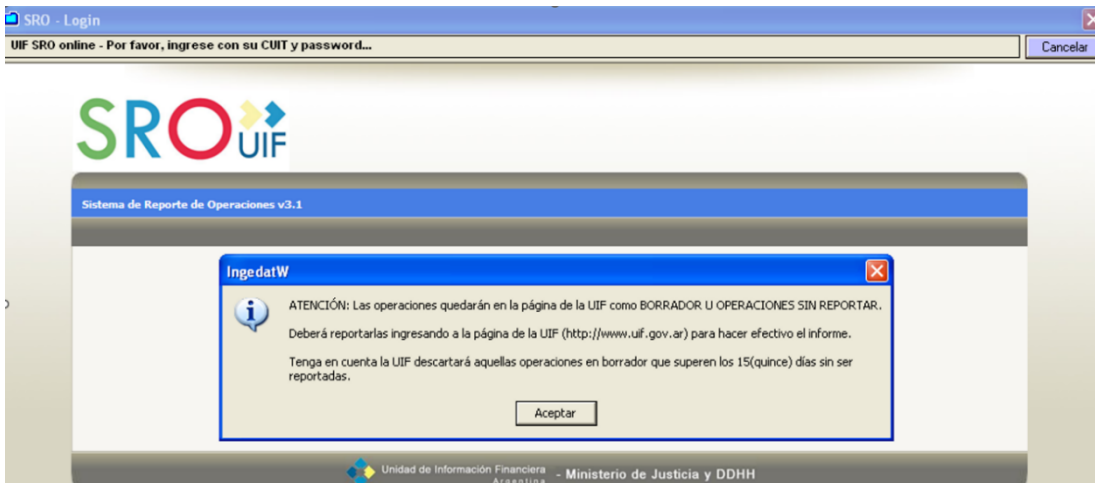 SRO - Login
UIF SRO online - Por favor, ingrese con su CUIT y password...
Cancelar
SRO UIF
Sistema de Reporte de Operaciones v3.1
IngedatW
ATENCIÓN: Las operaciones quedarán en la página de la UIF como BORRADOR U OPERACIONES SIN REPORTAR.
Deberá reportarlas ingresando a la página de la UIF (http://www.uif.gov.ar) para hacer efectivo el informe.
Tenga en cuenta la UIF descartará aquellas operaciones en borrador que superen los 15(quince) días sin ser
reportadas.
Aceptar
Unidad de Información Financiera - Ministerio de Justicia y DDHH
Argentina